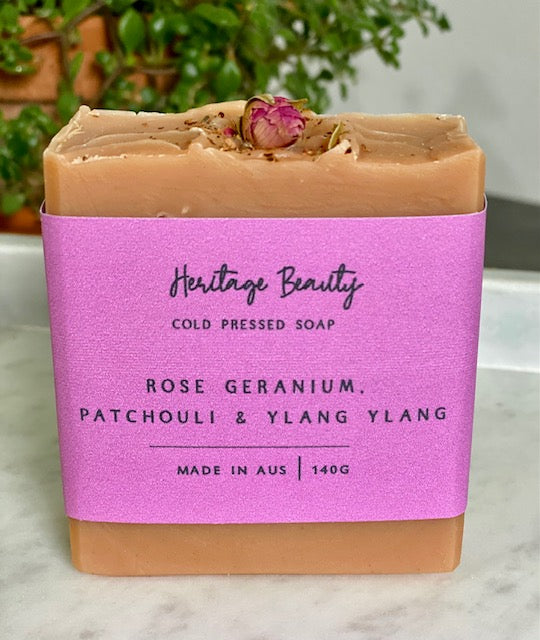 Heritage Beauty
COLD PRESSED SOAP
ROSE GERANIUM,
PATCHOULI & YLANG YLANG
MADE IN AUS | 140G